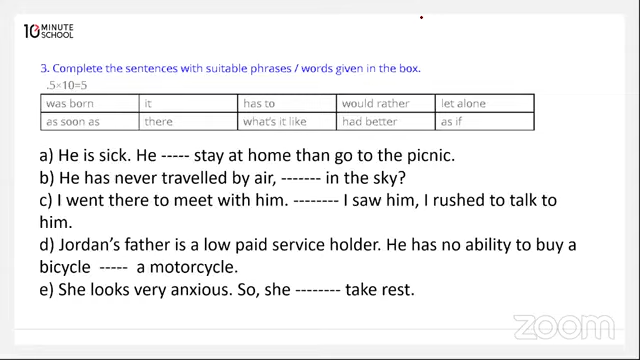 10 MINUTE
SCHOOL
3. Complete the sentences with suitable phrases / words given in the box.
.5×10=5
was born it has to would rather let alone
as soon as there what's it like had better as if
a) He is sick. He ----- stay at home than go to the picnic.
b) He has never travelled by air, ------- in the sky?
c) I went there to meet with him. -------- I saw him, I rushed to talk to
him.
d) Jordan's father is a low paid service holder. He has no ability to buy a
bicycle ----- a motorcycle.
e) She looks very anxious. So, she -------- take rest.
zoom